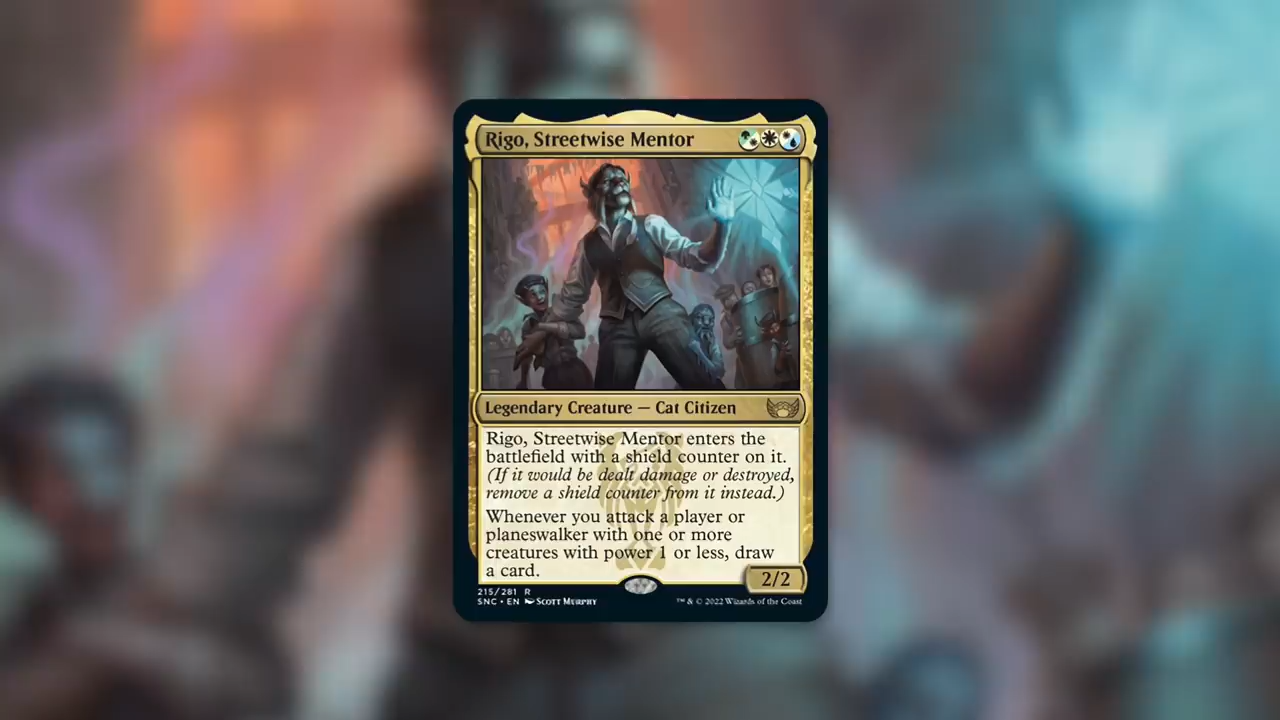 Rigo, Streetwise Mentor
Legendary Creature — Cat Citizen
Rigo, Streetwise Mentor enters the
battlefield with a shield counter on it.
(If it would be dealt damage or destroyed,
remove a shield counter from it instead.)
Whenever you attack a player or
planeswalker with one or more
creatures with power 1 or less, draw
a card.
2/2
215/281 R
SNC • EN Scott Murphy
™ & © 2022 Wizards of the Coast